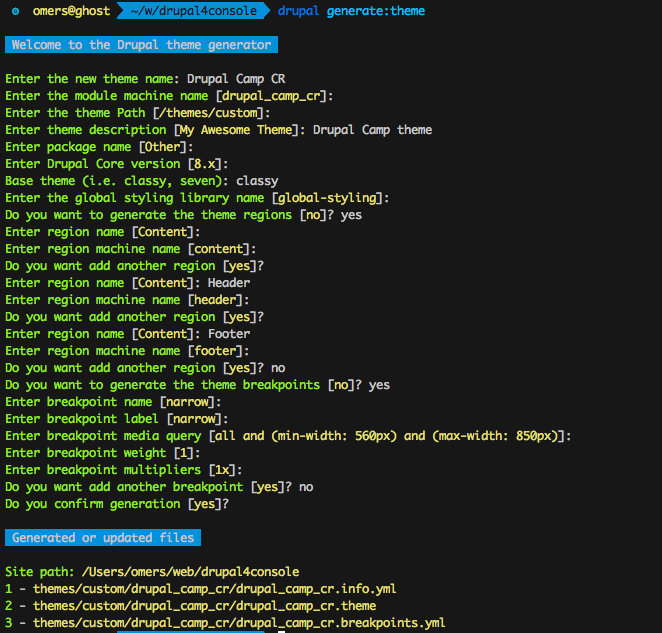 omers@ghost ~/w/drupal4console drupal generate:theme
Welcome to the Drupal theme generator
Enter the new theme name: Drupal Camp CR
Enter the module machine name [drupal_camp_cr]:
Enter the theme Path [/themes/custom]:
Enter theme description [My Awesome Theme]: Drupal Camp theme
Enter package name [Other]:
Enter Drupal Core version [8.x]:
Base theme (i.e. classy, seven): classy
Enter the global styling library name [global-styling]:
Do you want to generate the theme regions [no]? yes
Enter region name [Content]:
Enter region machine name [content]:
Do you want add another region [yes]?
Enter region name [Content]: Header
Enter region machine name [header]:
Do you want add another region [yes]?
Enter region name [Content]: Footer
Enter region machine name [footer]:
Do you want add another region [yes]? no
Do you want to generate the theme breakpoints [no]? yes
Enter breakpoint name [narrow]:
Enter breakpoint label [narrow]:
Enter breakpoint media query [all and (min-width: 560px) and (max-width: 850px)]:
Enter breakpoint weight [1]:
Enter breakpoint multipliers [1x]:
Do you want add another breakpoint [yes]? no
Do you confirm generation [yes]?
Generated or updated files
Site path: /Users/omers/web/drupal4console
1 - themes/custom/drupal_camp_cr/drupal_camp_cr.info.yml
2 - themes/custom/drupal_camp_cr/drupal_camp_cr.theme
3 - themes/custom/drupal_camp_cr/drupal_camp_cr.breakpoints.yml